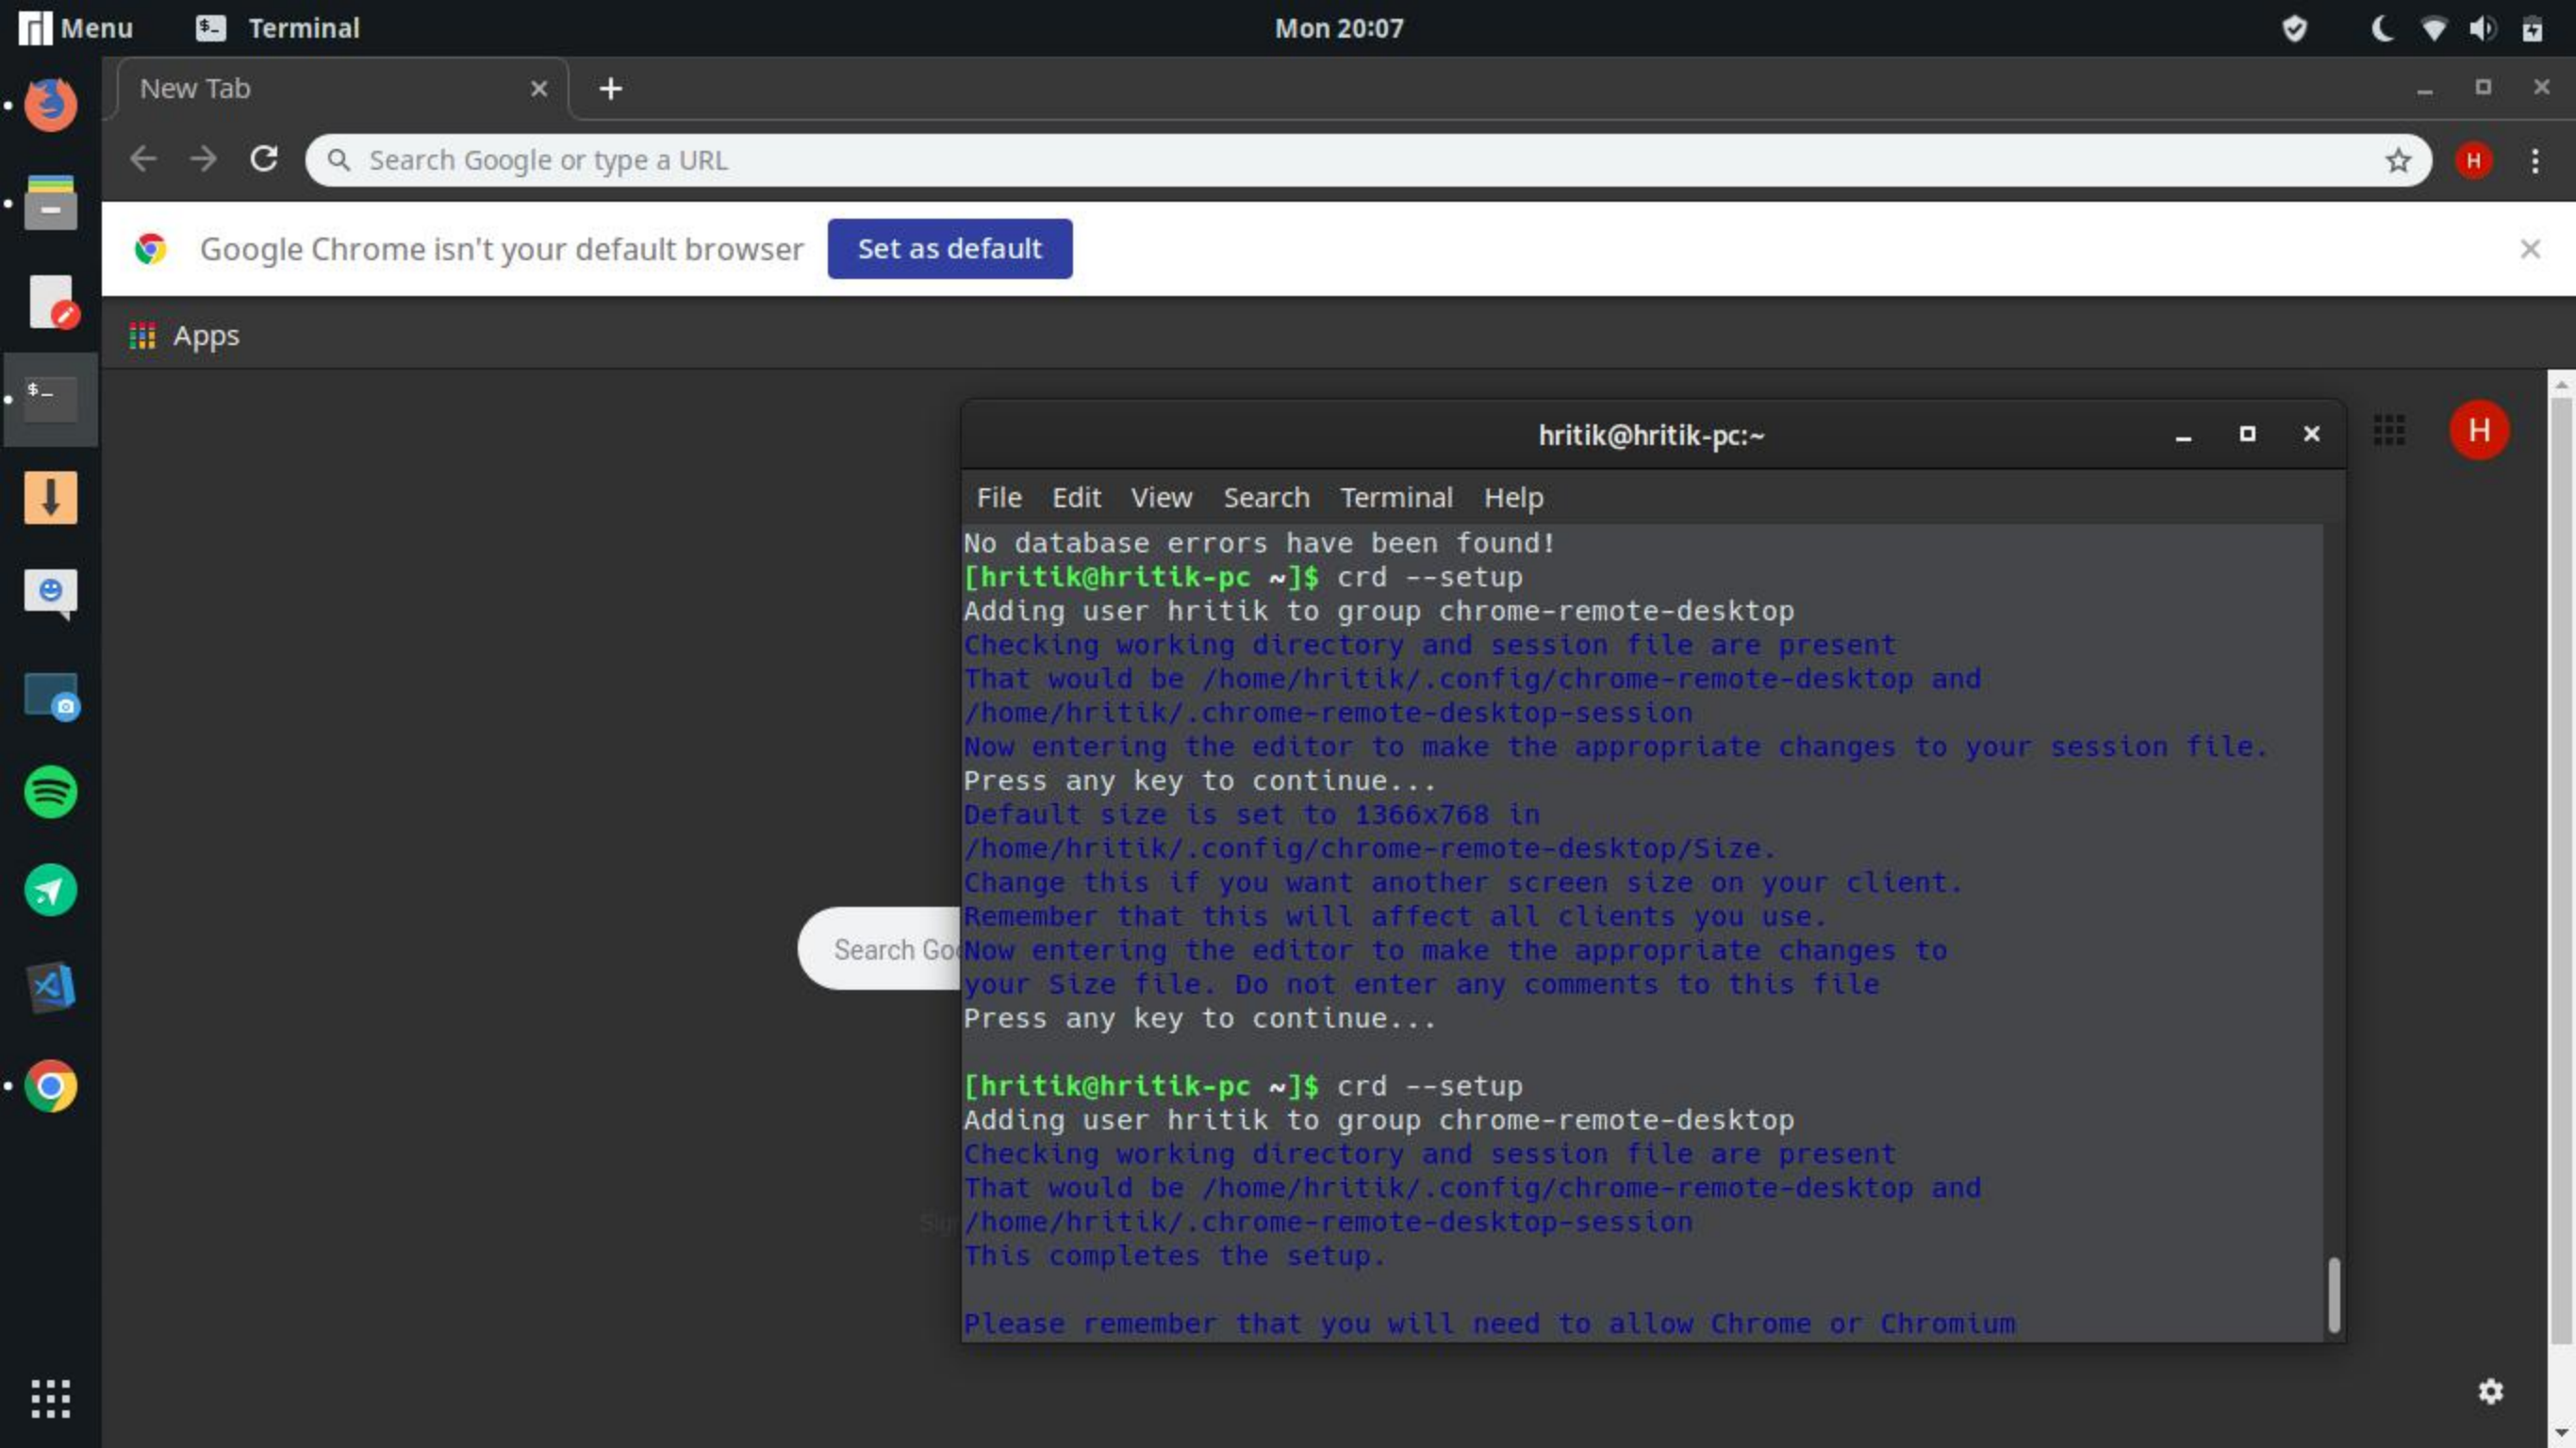 Menu
$_
Terminal
Mon 20:07
New Tab
Search Google or type a URL
H
Google Chrome isn't your default browser
Set as default
Apps
$_
H
hritik@hritik-pc:~
File Edit View Search Terminal Help
No database errors have been found!
[hritik@hritik-pc ~]$ crd --setup
Adding user hritik to group chrome-remote-desktop
Checking working directory and session file are present
That would be /home/hritik/.config/chrome-remote-desktop and
/home/hritik/.chrome-remote-desktop-session
Now entering the editor to make the appropriate changes to your session file.
Press any key to continue...
Default size is set to 1366x768 in
/home/hritik/.config/chrome-remote-desktop/Size.
Change this if you want another screen size on your client.
Remember that this will affect all clients you use.
Search Goo
Now entering the editor to make the appropriate changes to
your Size file. Do not enter any comments to this file
Press any key to continue...
[hritik@hritik-pc ~]$ crd --setup
Adding user hritik to group chrome-remote-desktop
Checking working directory and session file are present
That would be /home/hritik/.config/chrome-remote-desktop and
/home/hritik/.chrome-remote-desktop-session
This completes the setup.
Please remember that you will need to allow Chrome or Chromium